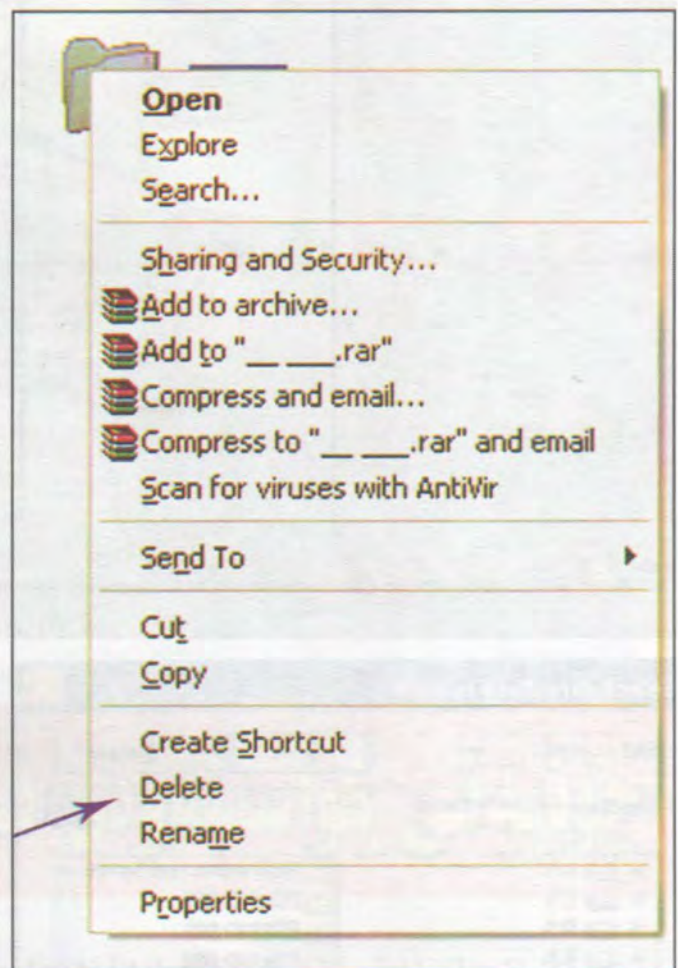 Open
Explore
Search...
Sharing and Security...
Add to archive...
Add to "__ ___.rar"
Compress and email...
Compress to "__ ___.rar" and email
Scan for viruses with AntiVir
Send To
Cut
Copy
Create Shortcut
Delete
Rename
Properties